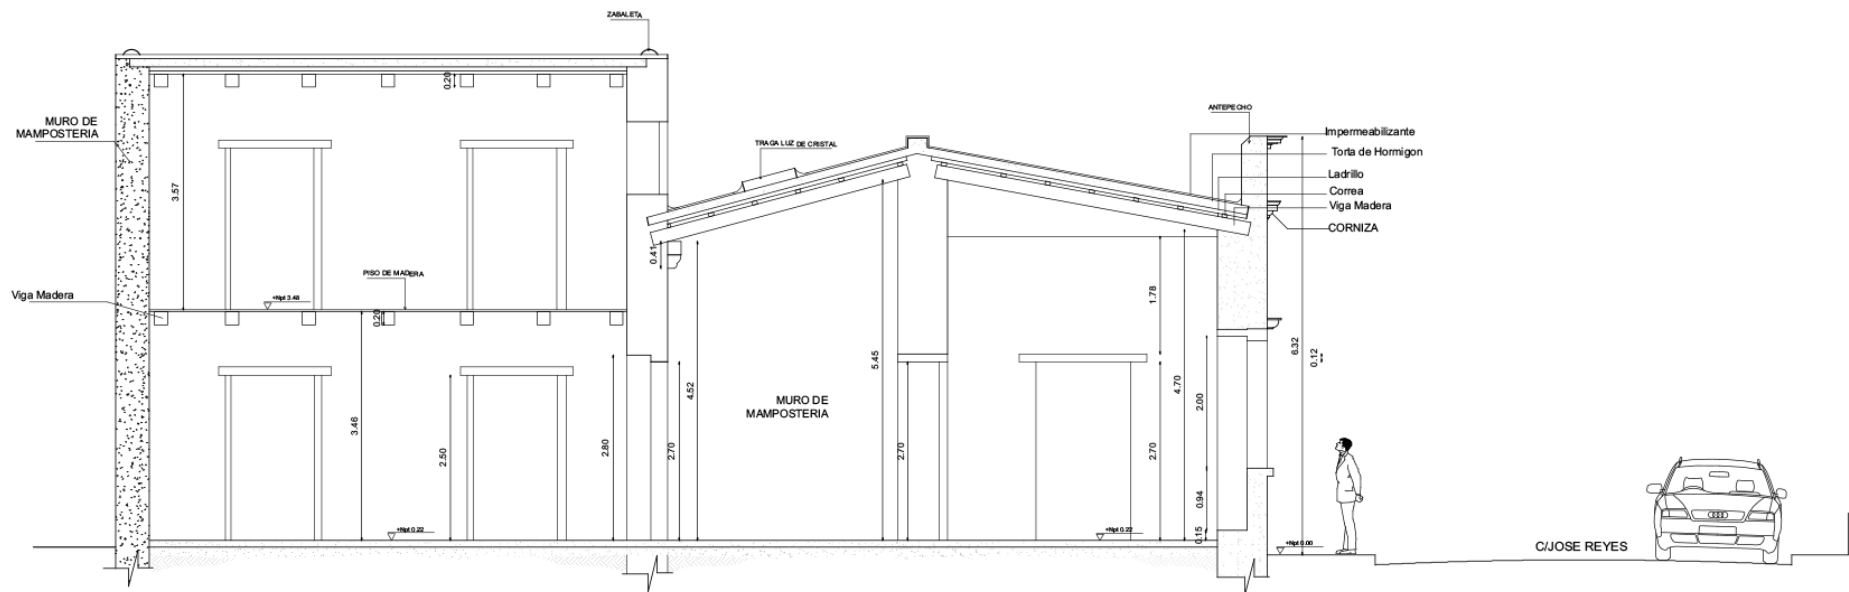 ZABALETA
MURO DE
MAMPOSTERIA
0.20
ANTEPECHO
Impermeabilizante
TRAGA LUZ DE CRISTAL
Torta de Hormigon
Ladrillo
Correa
Viga Madera
CORNIZA
3.57
0.41
PISO DE MADERA
Viga Madera
+Npt 3.48
0.20
1.78
6.32
0.12
5.45
4.52
4.70
2.00
MURO DE
MAMPOSTERIA
3.46
2.50
2.80
2.70
2.70
2.70
0.94
0.15
+Npt 0.22
+Npt 0.22
+Npt 0.00
C/JOSE REYES